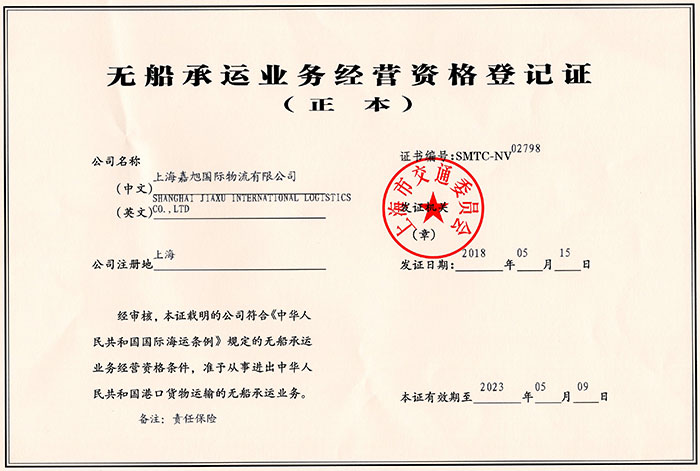 无船承运业务经营资格登记证
（正 本）
公司名称
证书编号:SMTC-NV02798
（中文）上海嘉旭国际物流有限公司
（英文）SHANGHAI JIAXU INTERNATIONAL LOGISTICS
CO.,LTD
上海市交通委员会
发证机关
（章）
公司注册地 上海
发证日期: 2018 年 05 月 15 日
经审核，本证载明的公司符合《中华人
民共和国国际海运条例》规定的无船承运
业务经营资格条件，准予从事进出中华人
民共和国港口货物运输的无船承运业务。
备注: 责任保险
本证有效期至 2023 年 05 月 09 日